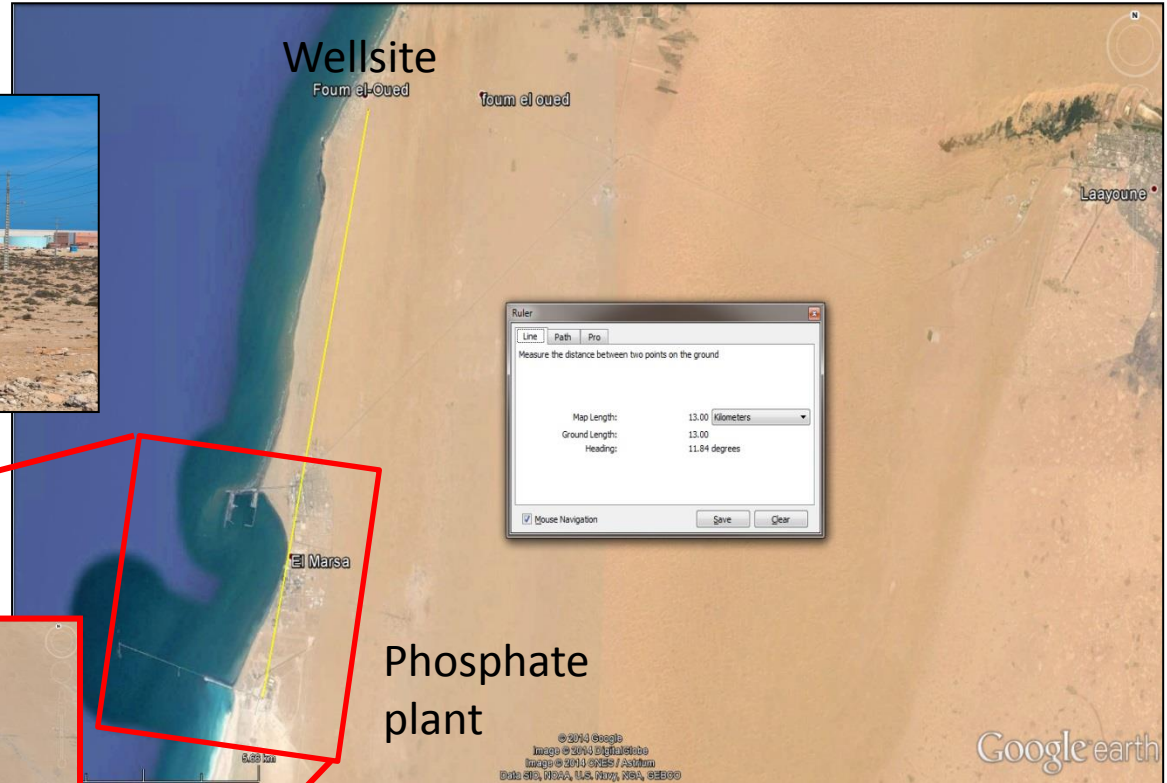 N
Wellsite
Foum el-Oued
foum el oued
Laayoune
Ruler
Line Path Pro
Measure the distance between two points on the ground
Map Length: 13.00 Kilometers
Ground Length: 13.00
Heading: 11.84 degrees
Mouse Navigation Save Clear
El Marsa
Phosphate
plant
© 2014 Google
Image © 2014 DigitalGlobe
Image © 2014 CNES / Astrium
Data SIO, NOAA, U.S. Navy, NGA, GEBCO
Google earth